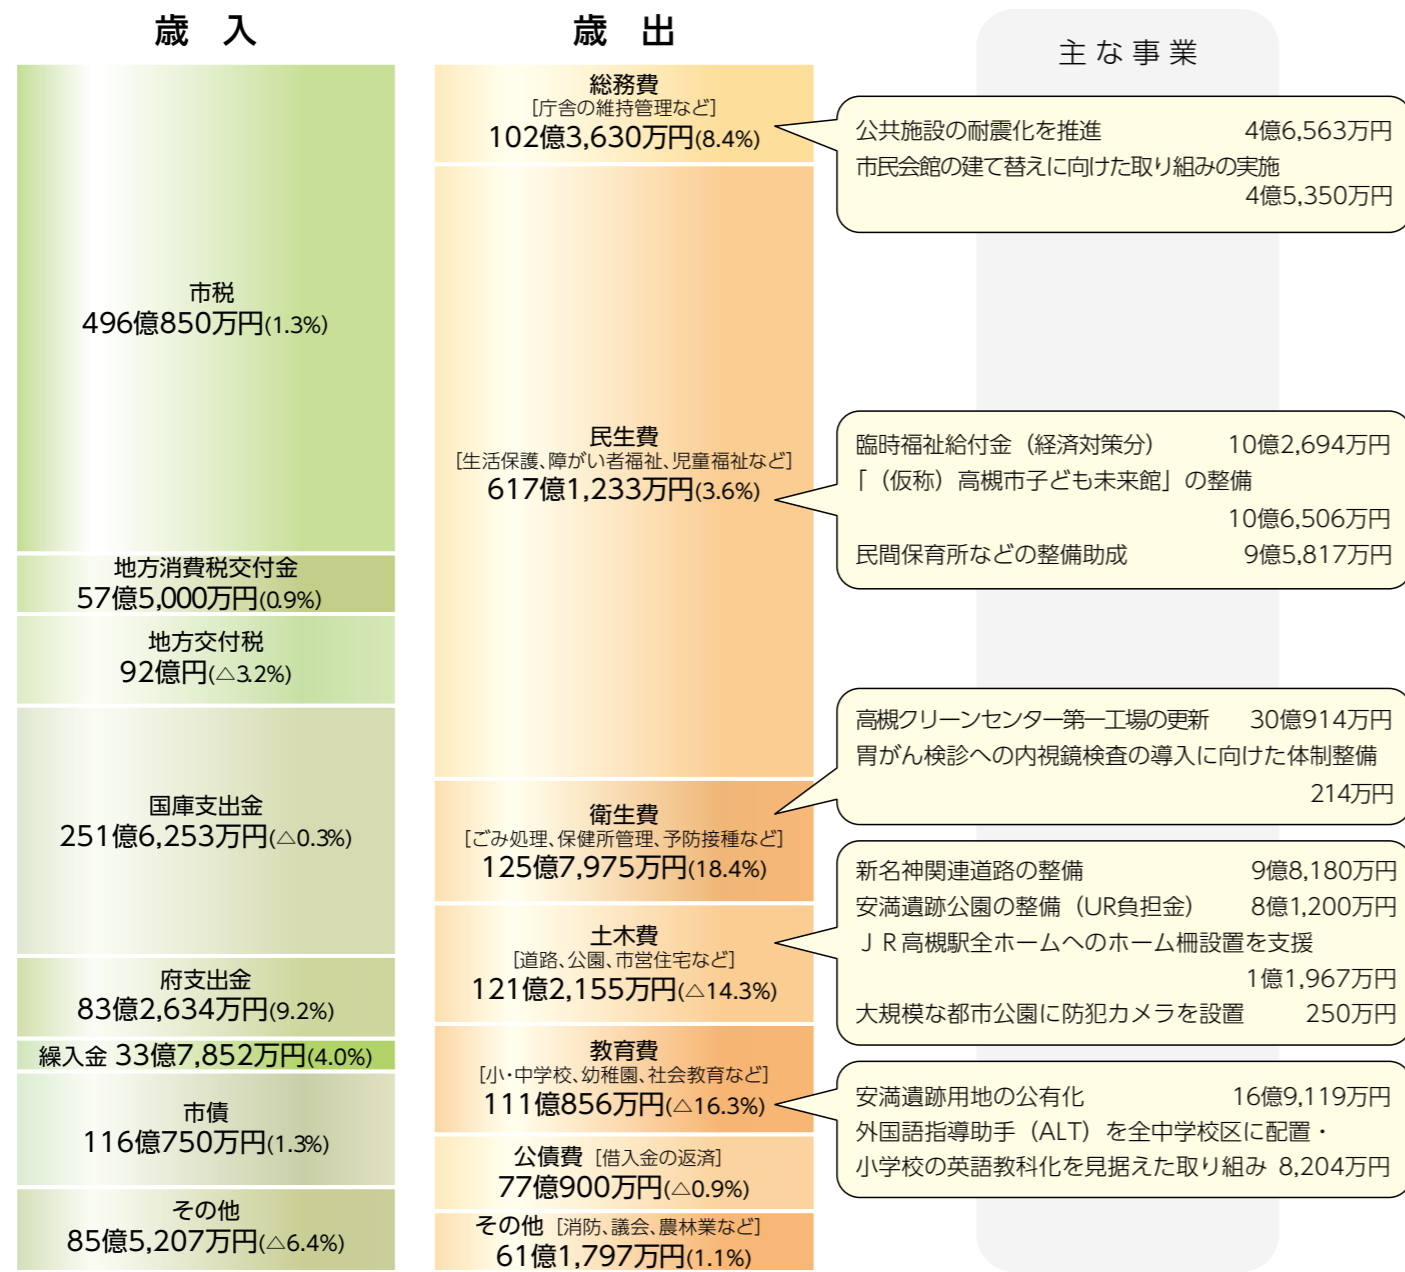 歳 入
市税
496億850万円(1.3%)
地方消費税交付金
57億5,000万円(0.9%)
地方交付税
92億円(△3.2%)
国庫支出金
251億6,253万円(△0.3%)
府支出金
83億2,634万円(9.2%)
繰入金 33億7,852万円(4.0%)
市債
116億750万円(1.3%)
その他
85億5,207万円(△6.4%)
歳 出
総務費
[庁舎の維持管理など]
102億3,630万円(8.4%)
民生費
[生活保護、障がい者福祉、児童福祉など]
617億1,233万円(3.6%)
衛生費
[ごみ処理、保健所管理、予防接種など]
125億7,975万円(18.4%)
土木費
[道路、公園、市営住宅など]
121億2,155万円(△14.3%)
教育費
[小・中学校、幼稚園、社会教育など]
111億856万円(△16.3%)
公債費 [借入金の返済]
77億900万円(△0.9%)
その他 [消防、議会、農林業など]
61億1,797万円(1.1%)
主な事業
公共施設の耐震化を推進 4億6,563万円
市民会館の建て替えに向けた取り組みの実施
4億5,350万円
臨時福祉給付金（経済対策分） 10億2,694万円
「（仮称）高槻市子ども未来館」の整備
10億6,506万円
民間保育所などの整備助成 9億5,817万円
高槻クリーンセンター第一工場の更新 30億914万円
胃がん検診への内視鏡検査の導入に向けた体制整備
214万円
新名神関連道路の整備 9億8,180万円
安満遺跡公園の整備（UR負担金） 8億1,200万円
ＪＲ高槻駅全ホームへのホーム柵設置を支援
1億1,967万円
大規模な都市公園に防犯カメラを設置 250万円
安満遺跡用地の公有化 16億9,119万円
外国語指導助手（ALT）を全中学校区に配置・
小学校の英語教科化を見据えた取り組み 8,204万円